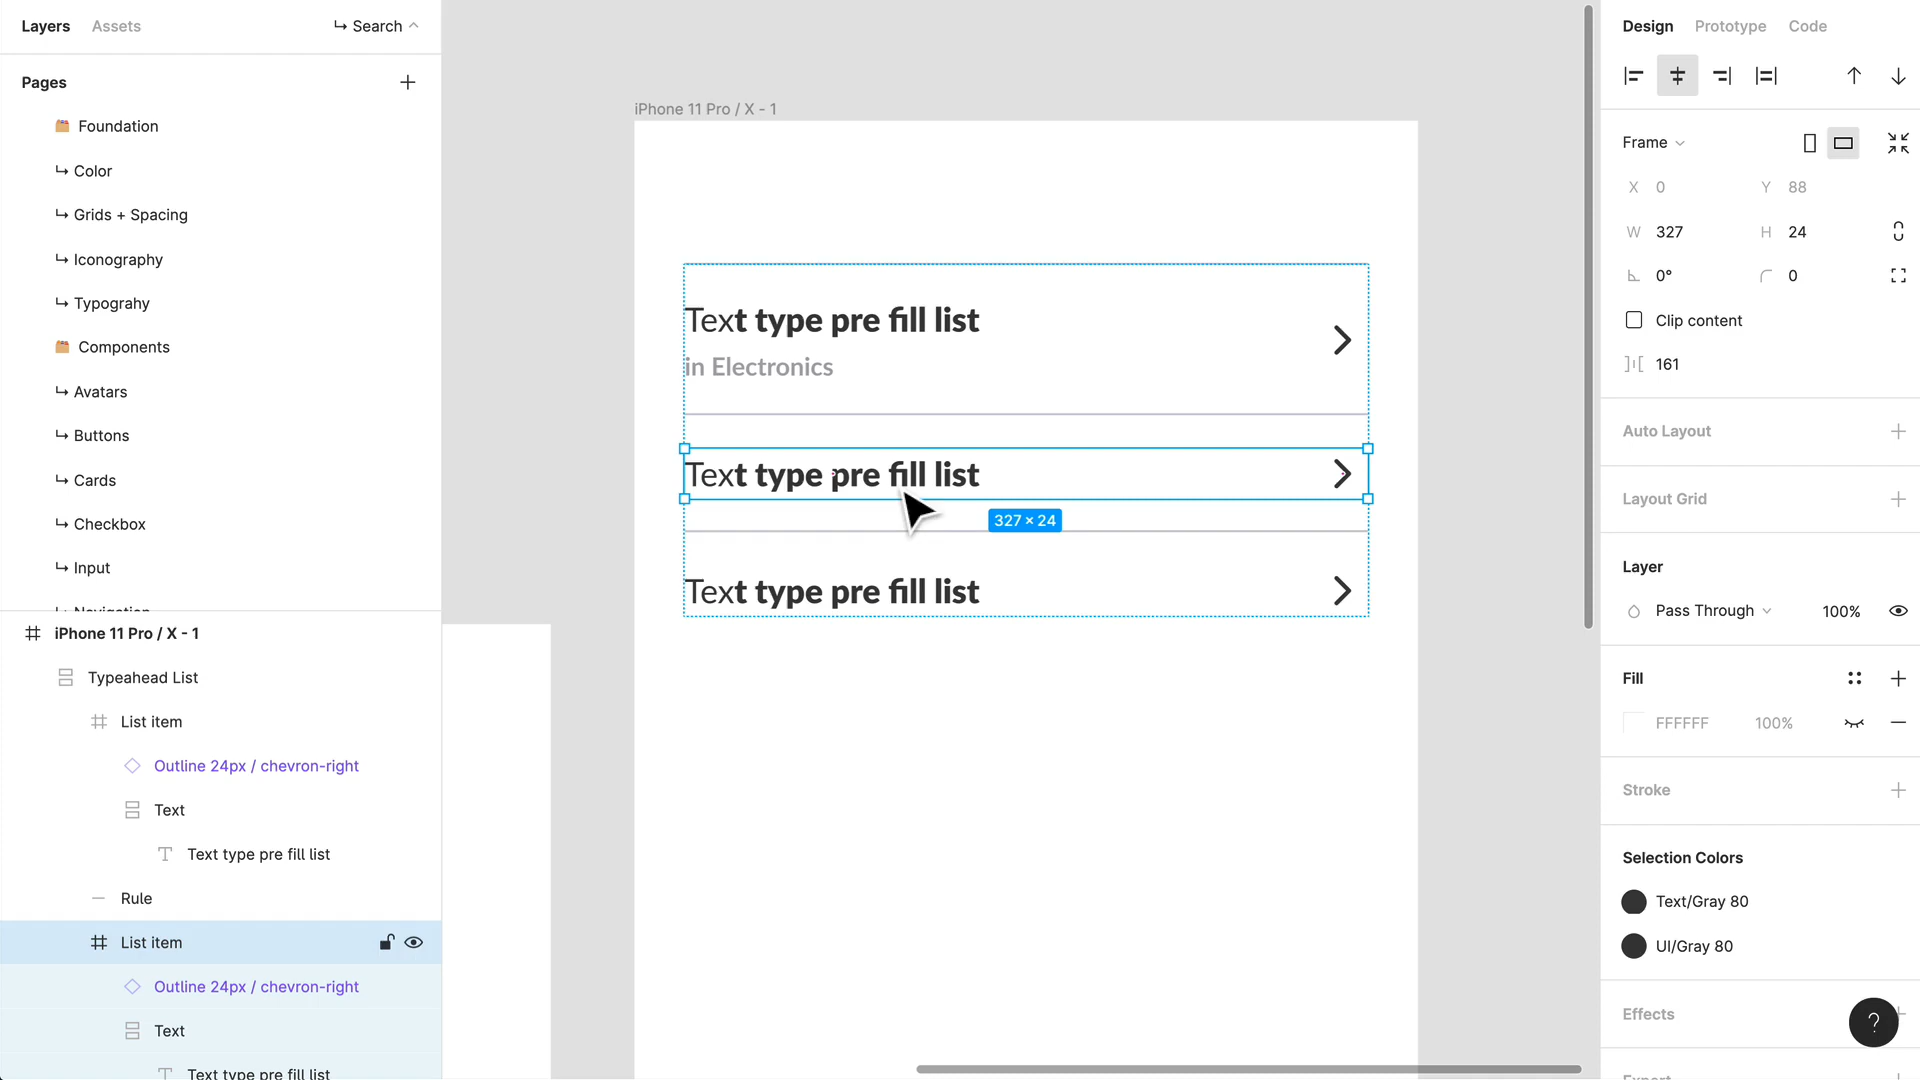 Layers Assets Search
Pages
Foundation
Color
Grids + Spacing
Iconography
Typograhy
Components
Avatars
Buttons
Cards
Checkbox
Input
Navigation
iPhone 11 Pro / X - 1
Typeahead List
List item
Outline 24px / chevron-right
Text
Text type pre fill list
Rule
List item
Outline 24px / chevron-right
Text
Text type pre fill list
iPhone 11 Pro / X - 1
Text type pre fill list
in Electronics
Text type pre fill list
327 × 24
Text type pre fill list
Design Prototype Code
Frame
X 0 Y 88
W 327 H 24
0° 0
Clip content
161
Auto Layout
Layout Grid
Layer
Pass Through 100%
Fill
FFFFFF 100%
Stroke
Selection Colors
Text/Gray 80
UI/Gray 80
Effects
?
Export